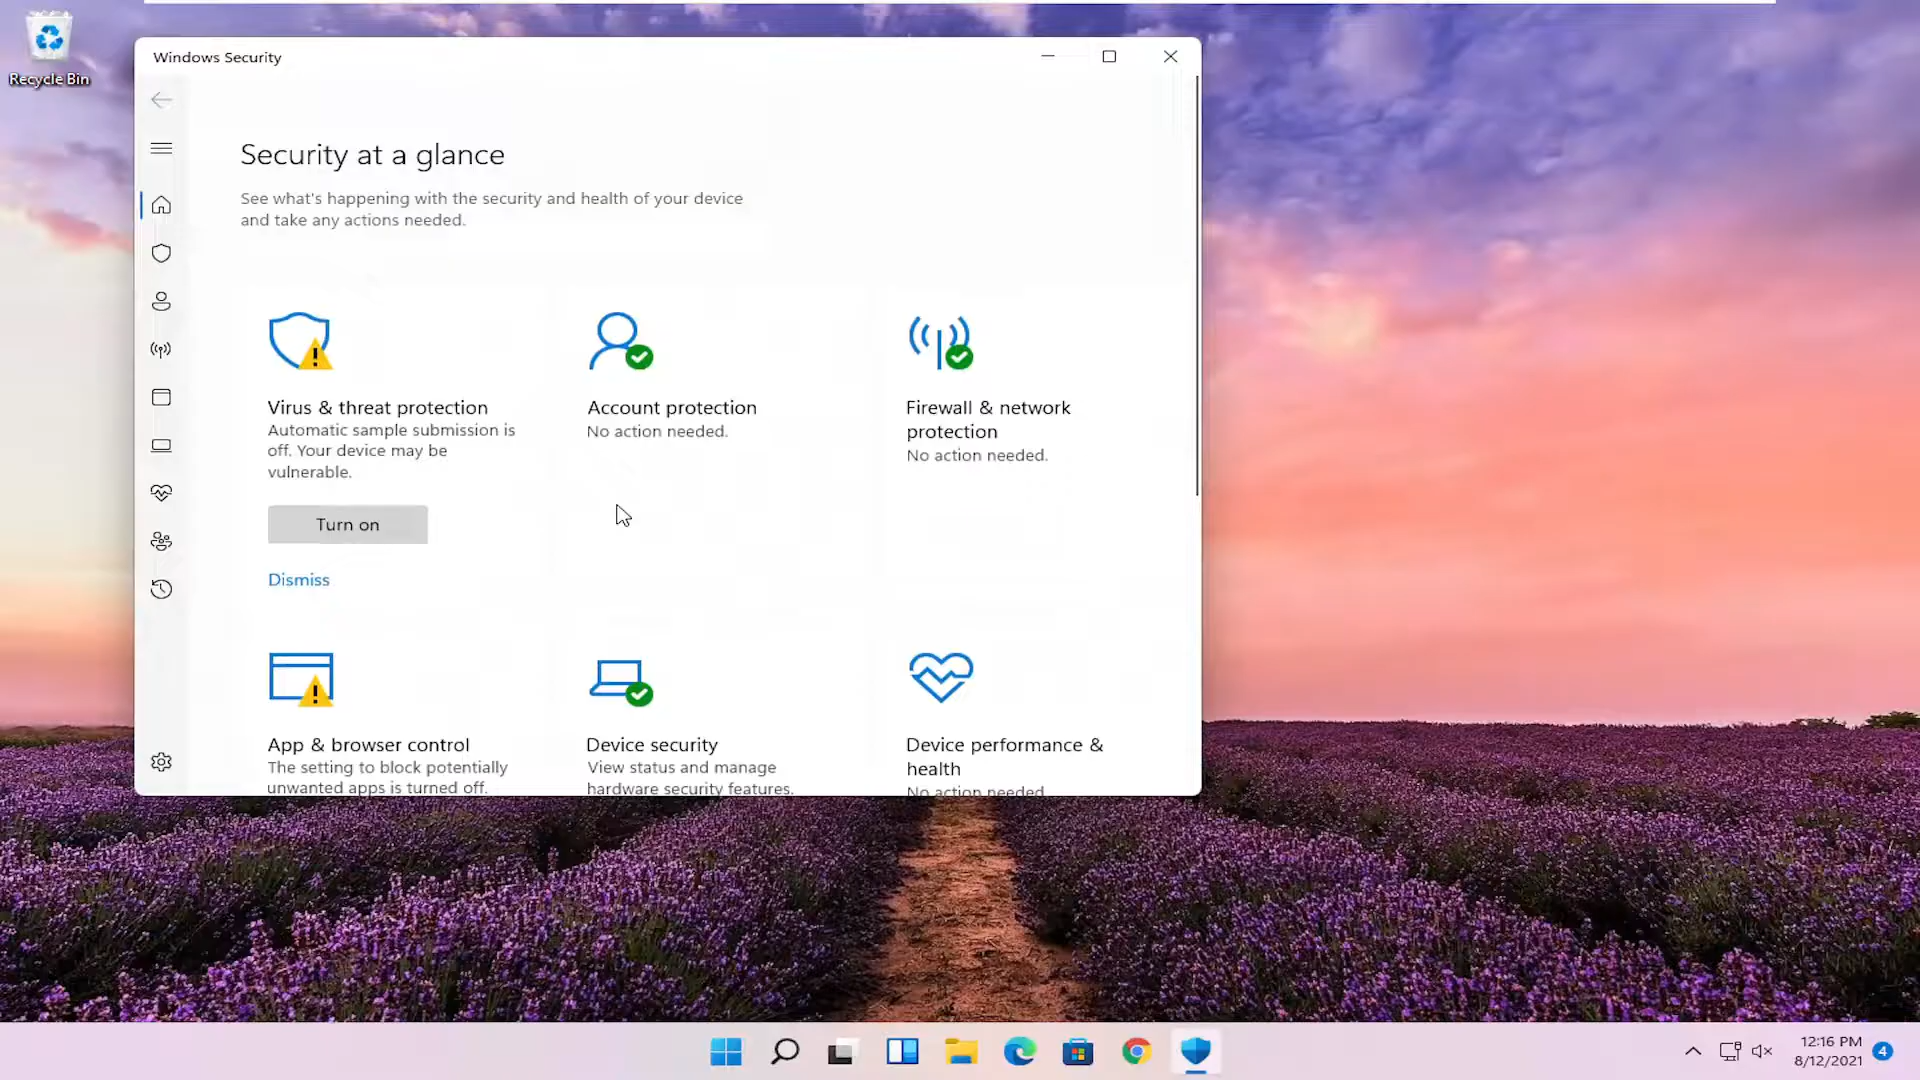 Recycle Bin
Windows Security
Security at a glance
See what's happening with the security and health of your device
and take any actions needed.
Virus & threat protection
Automatic sample submission is
off. Your device may be
vulnerable.
Turn on
Dismiss
Account protection
No action needed.
Firewall & network
protection
No action needed.
App & browser control
The setting to block potentially
unwanted apps is turned off.
Device security
View status and manage
hardware security features.
Device performance &
health
No action needed
12:16 PM
8/12/2021
4